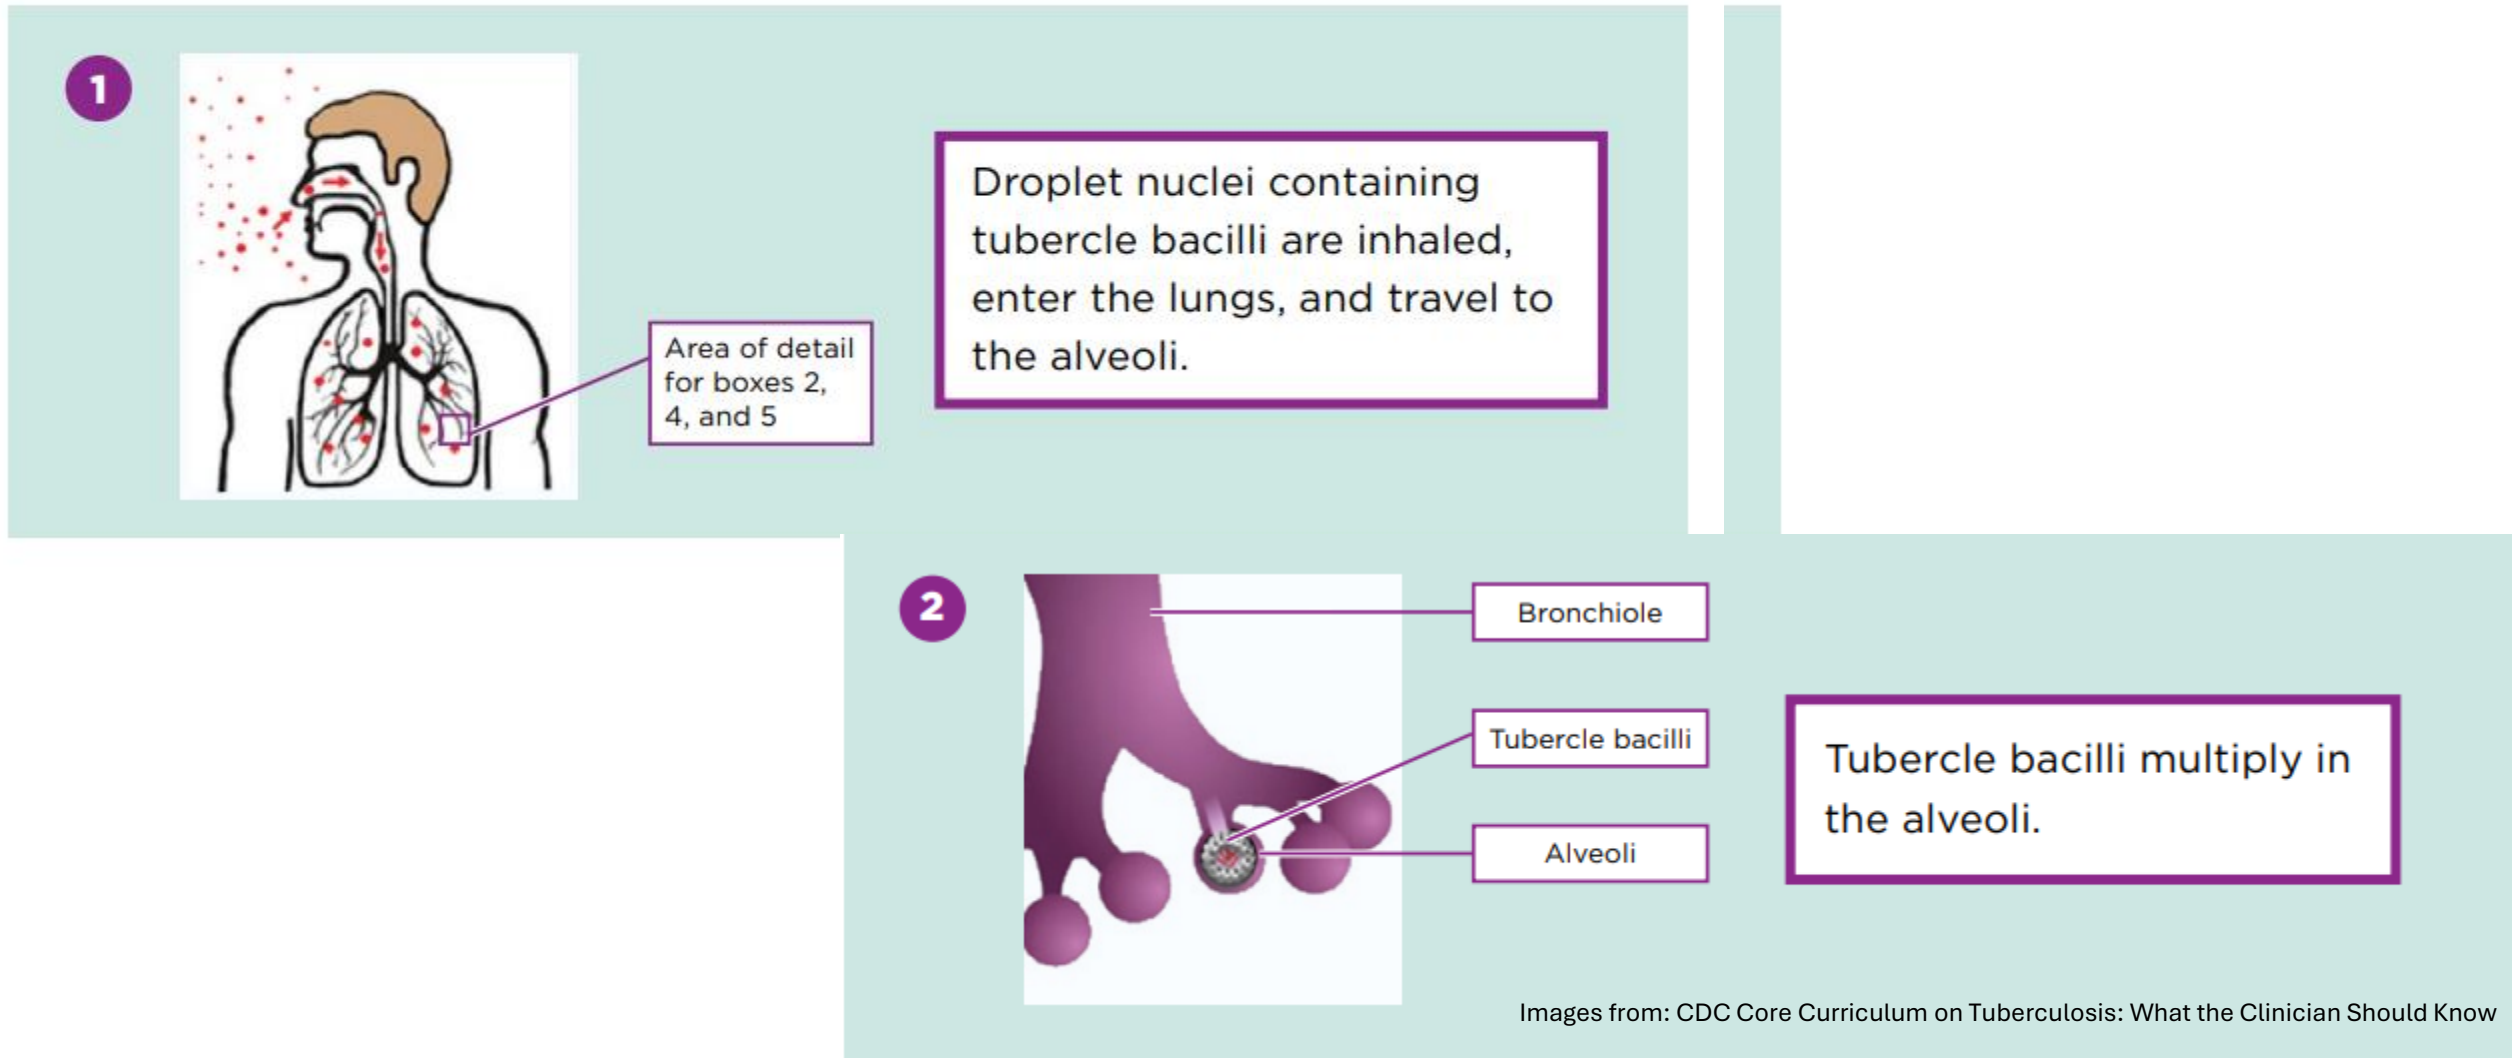 1
Area of detail
for boxes 2,
4, and 5
Droplet nuclei containing
tubercle bacilli are inhaled,
enter the lungs, and travel to
the alveoli.
2
Bronchiole
Tubercle bacilli
Alveoli
Tubercle bacilli multiply in
the alveoli.
Images from: CDC Core Curriculum on Tuberculosis: What the Clinician Should Know